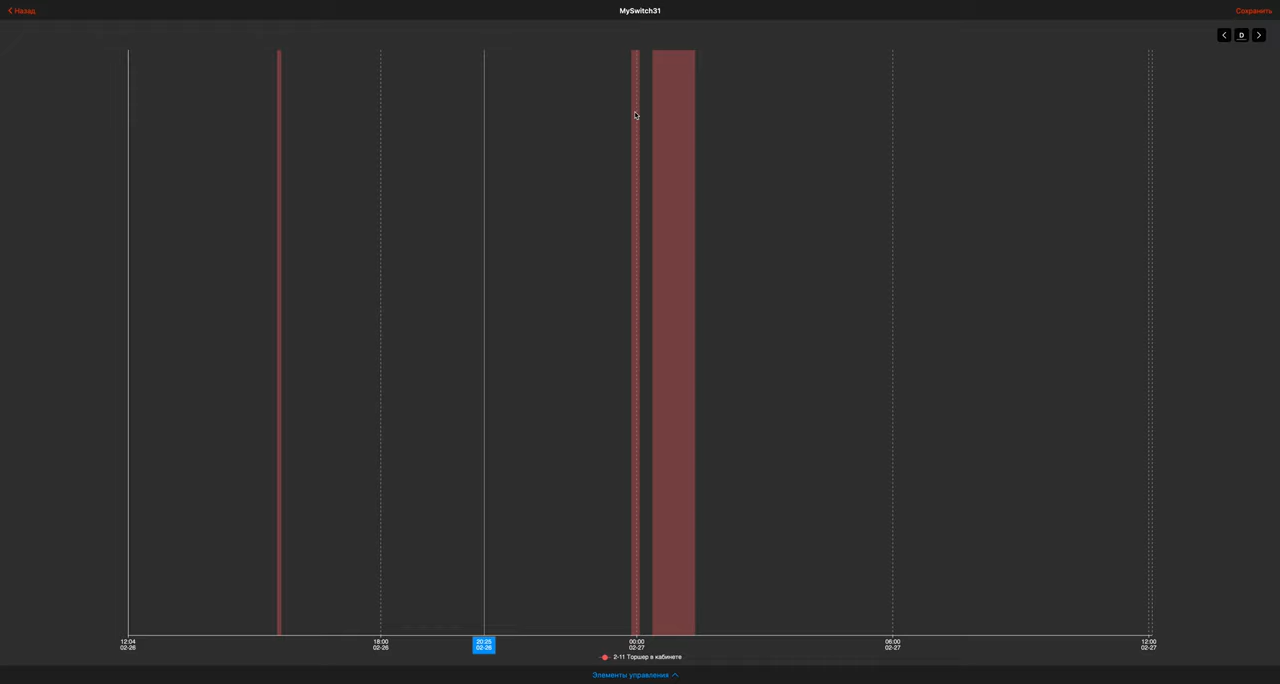 Назад
MySwitch31
Сохранить
D
12:04
02-26
18:00
02-26
20:25
02-26
00:00
02-27
06:00
02-27
12:00
02-27
2-11 Торшер в кабинете
Элементы управления